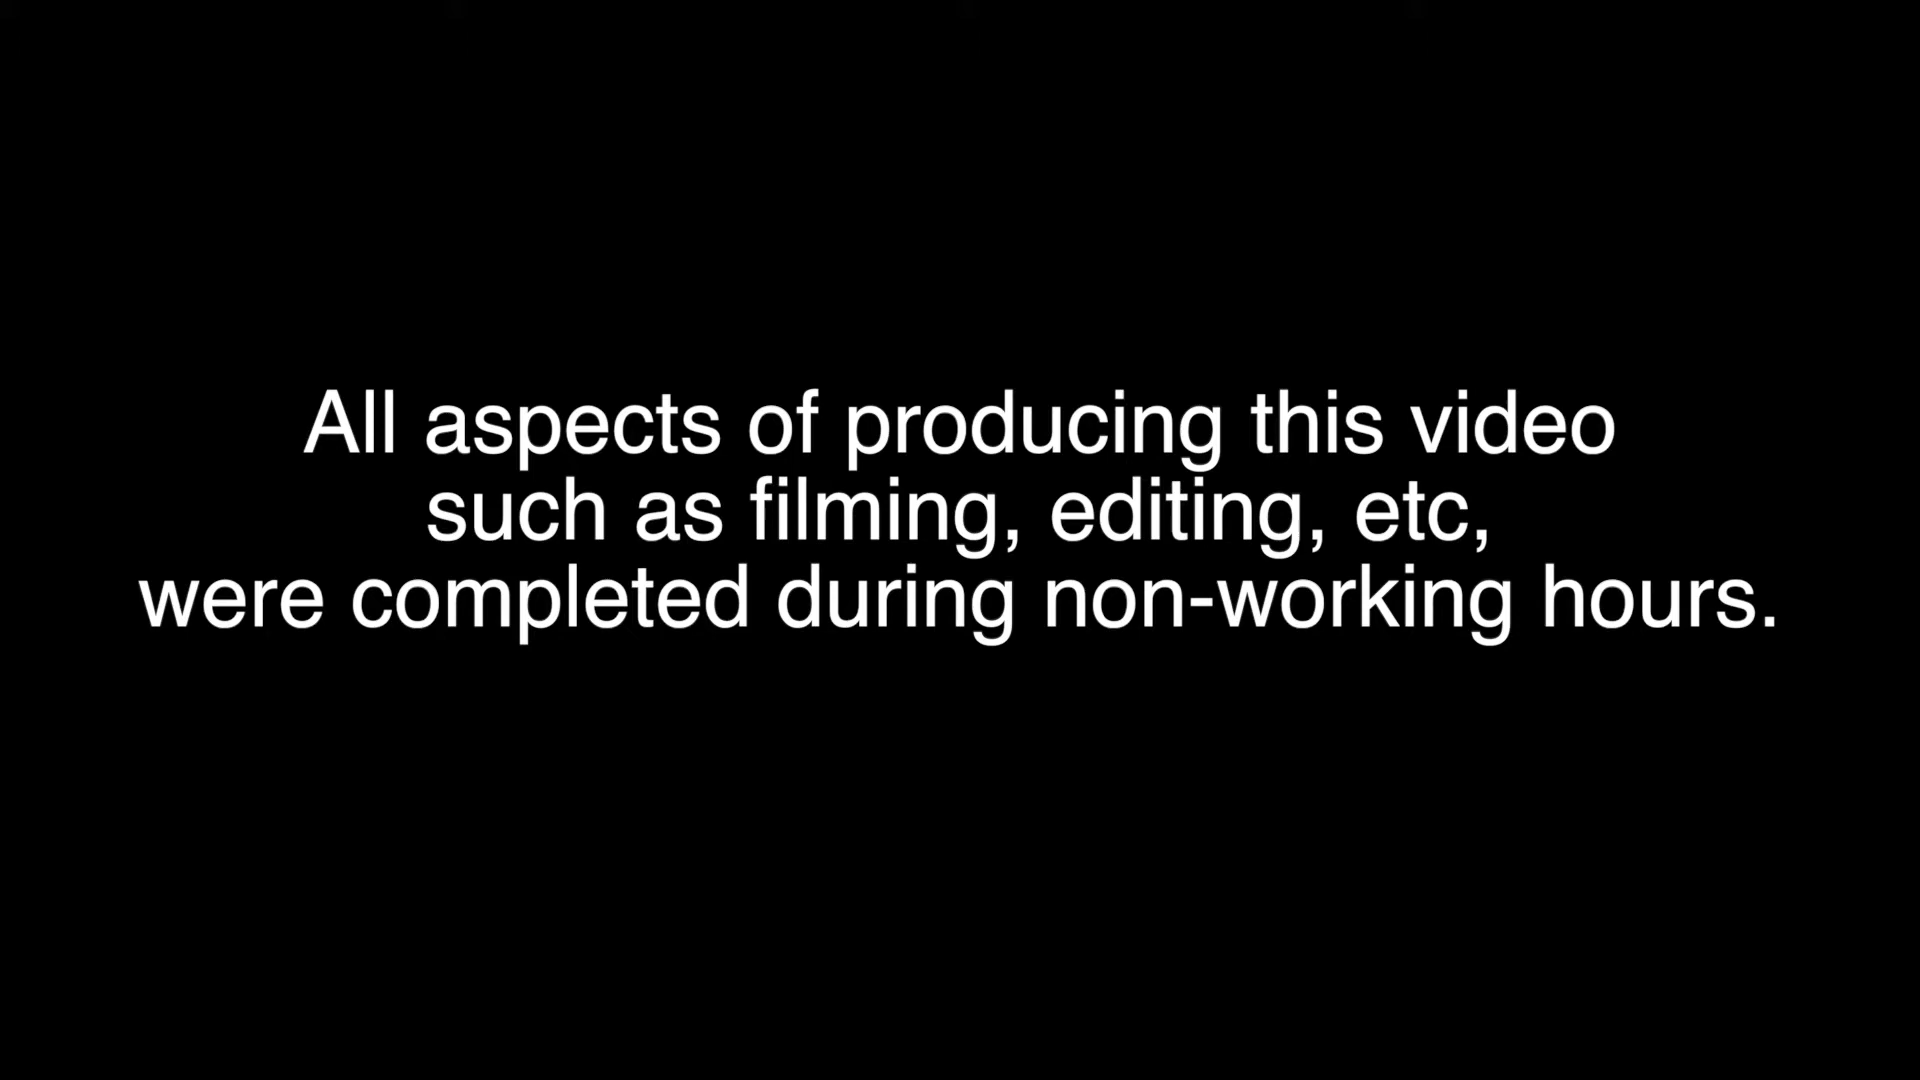 All aspects of producing this video
such as filming, editing, etc,
were completed during non-working hours.